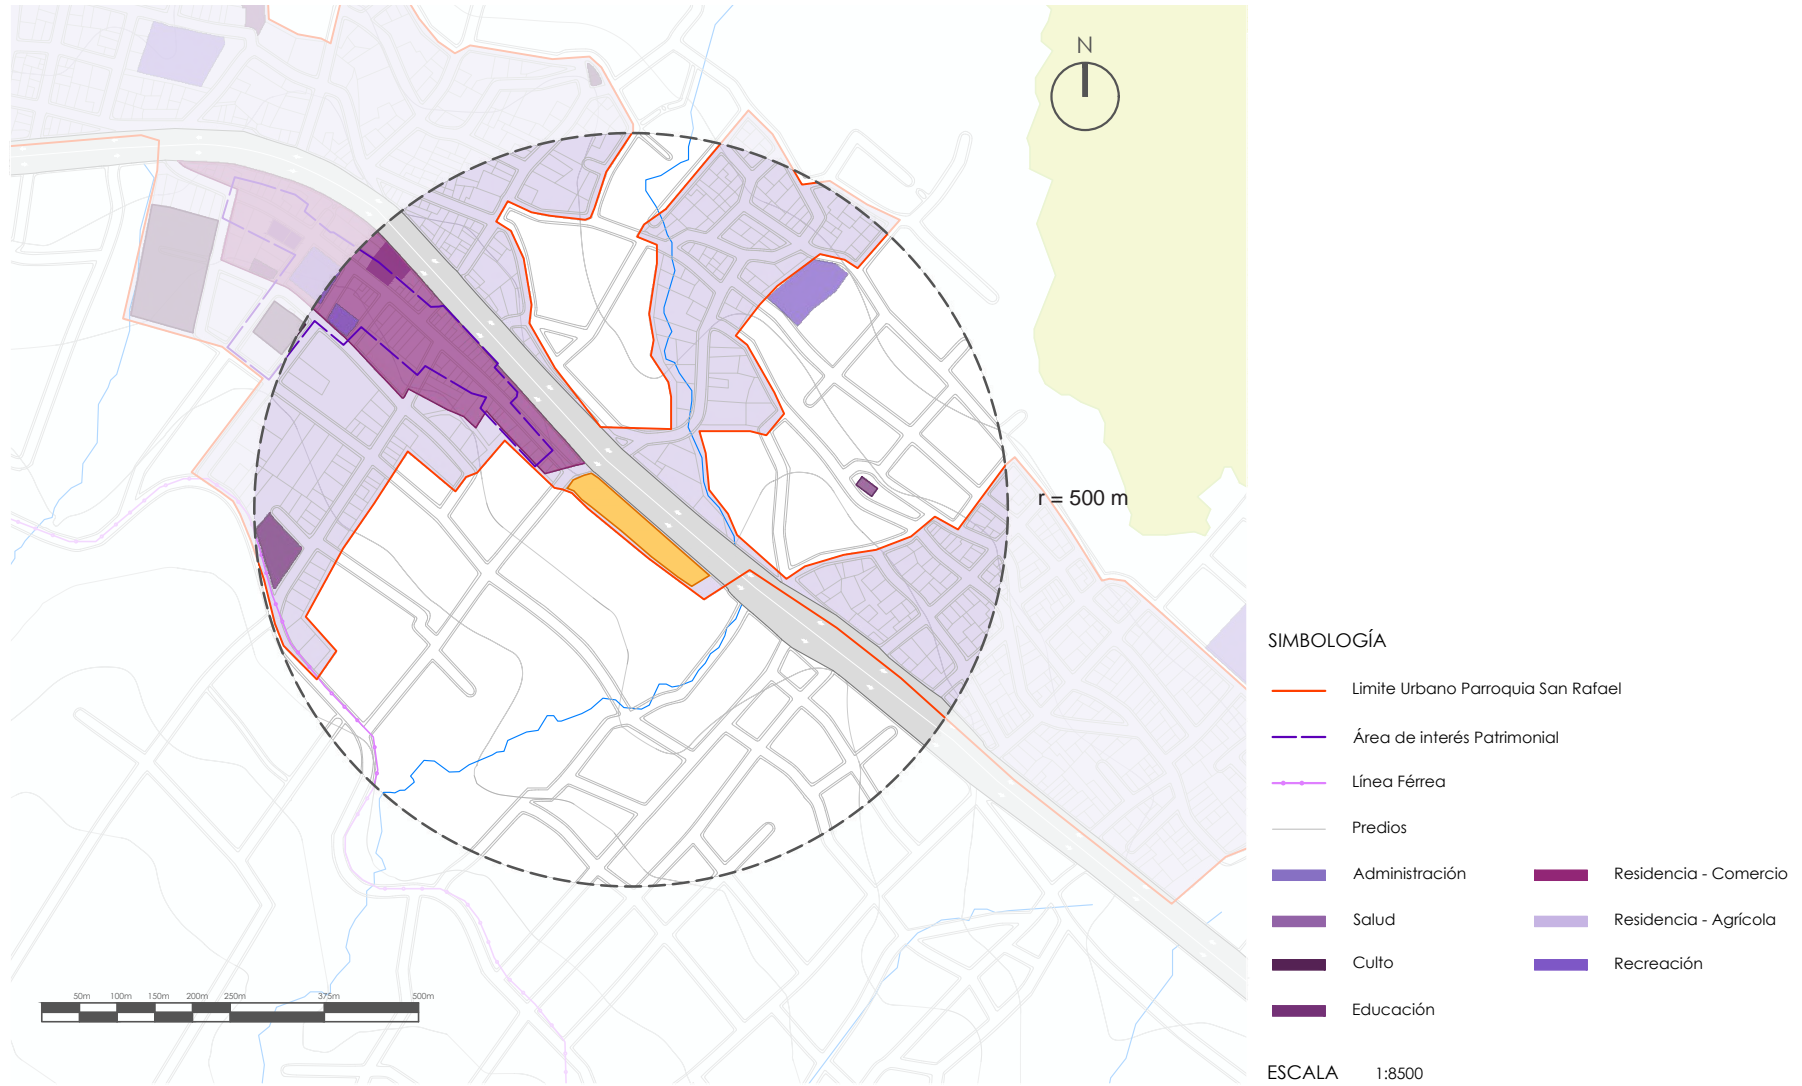 N
r = 500 m
SIMBOLOGÍA
Limite Urbano Parroquia San Rafael
Área de interés Patrimonial
Línea Férrea
Predios
Administración
Residencia - Comercio
Salud
Residencia - Agrícola
Culto
Recreación
Educación
50m 100m 150m 200m 250m 375m 500m
ESCALA 1:8500